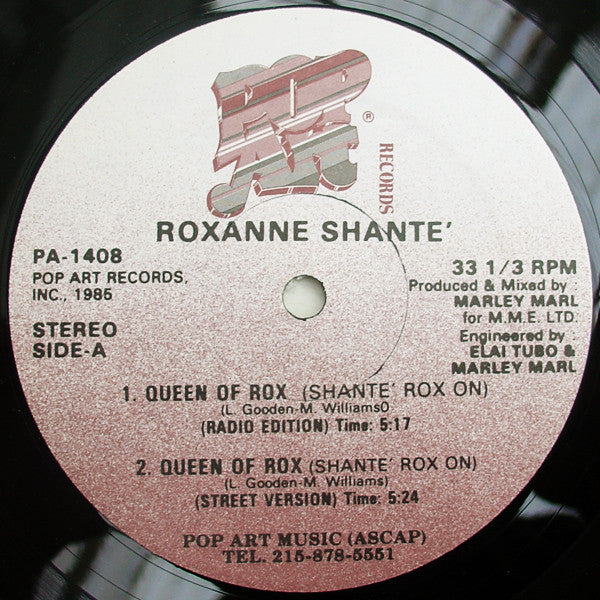 POP
ART
®
RECORDS
ROXANNE SHANTE'
PA-1408
POP ART RECORDS,
INC., 1985
STEREO
SIDE-A
33 1/3 RPM
Produced & Mixed by :
MARLEY MARL
for M.M.E. LTD.
Engineered by :
ELAI TUBO &
MARLEY MARL
1. QUEEN OF ROX (SHANTE' ROX ON)
(L. Gooden-M. Williams0
(RADIO EDITION) Time: 5:17
2. QUEEN OF ROX (SHANTE' ROX ON)
(L. Gooden-M. Williams)
(STREET VERSION) Time: 5:24
POP ART MUSIC (ASCAP)
TEL. 215-878-5551